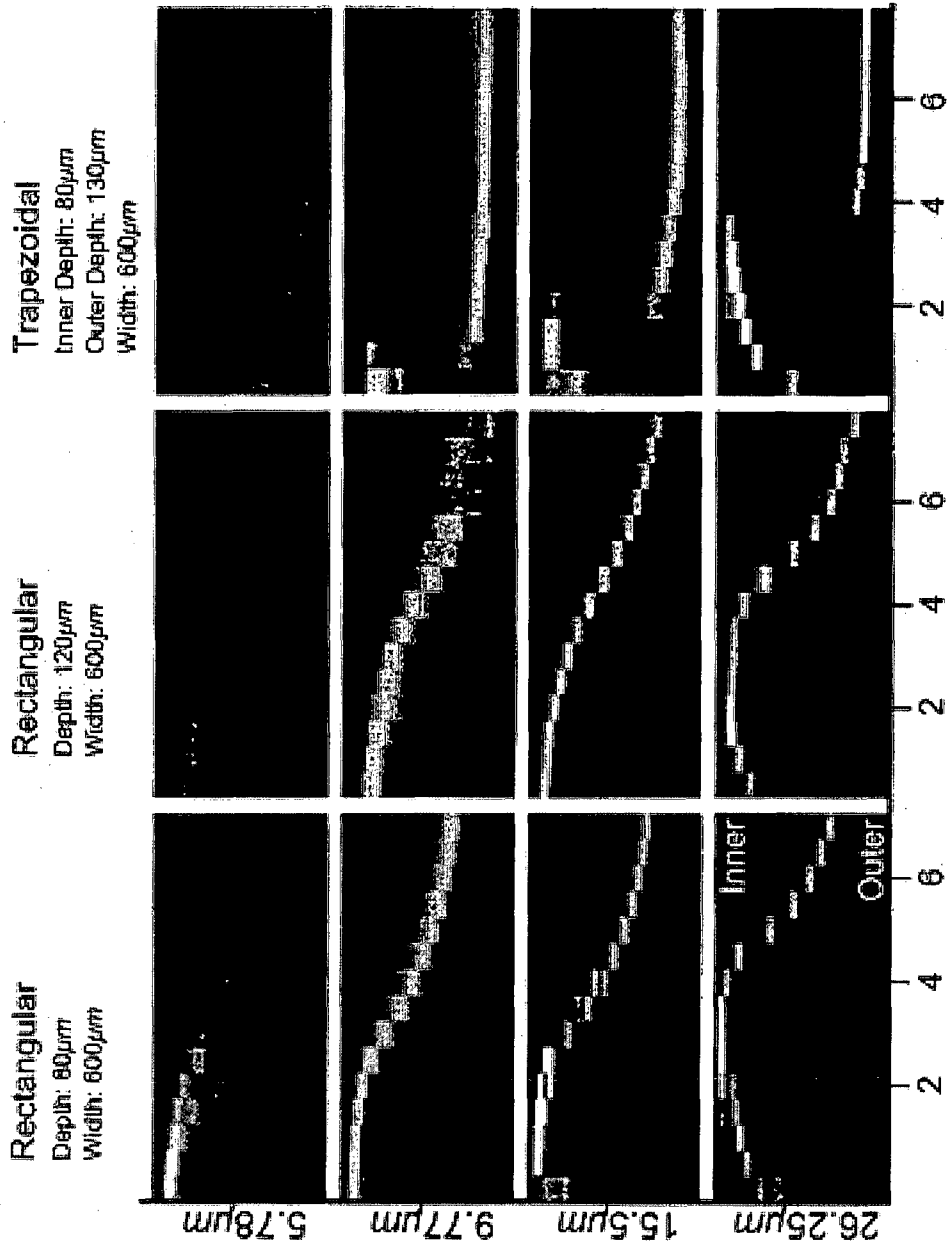 Rectangular
Depth: 80µm
Width: 600µm
Rectangular
Depth: 120µm
Width: 600µm
Trapezoidal
Inner Depth: 80µm
Outer Depth: 130µm
Width: 600µm
5.78µm
9.77µm
15.5µm
26.25µm
Inner
Outer
2 4 6
2 4 6
2 4 6